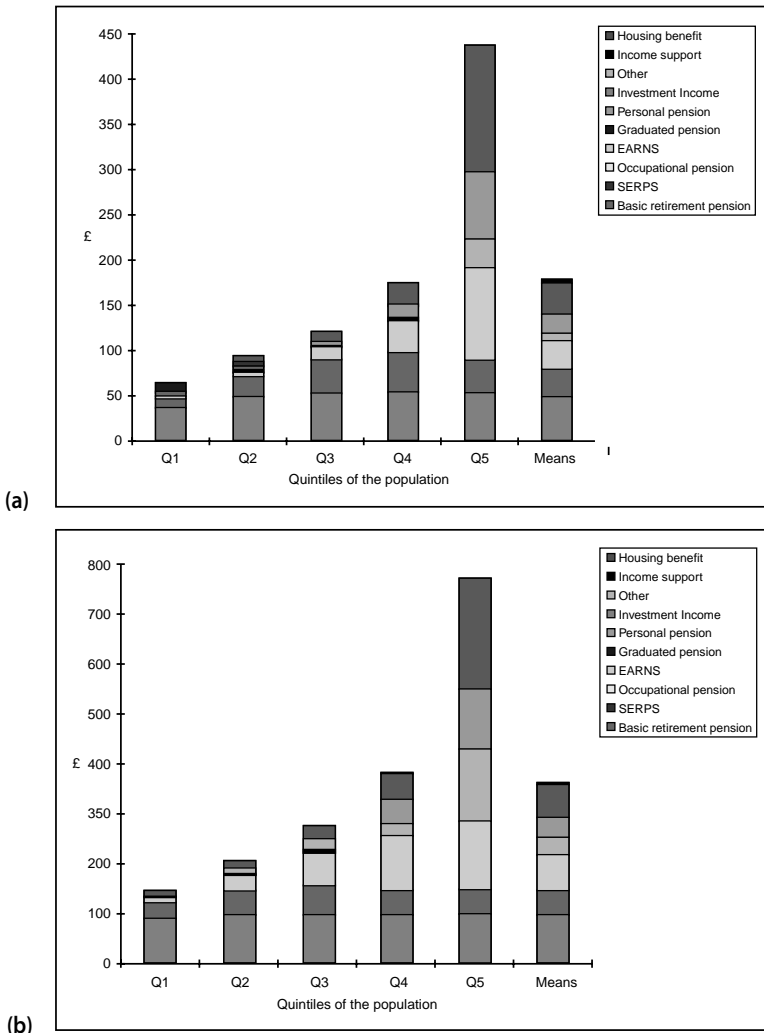 450
400
350
300
250
200
150
100
50
0
£
Q1 Q2 Q3 Q4 Q5 Means
Quintiles of the population
Housing benefit
Income support
Other
Investment Income
Personal pension
Graduated pension
EARNS
Occupational pension
SERPS
Basic retirement pension
(a)
800
700
600
500
400
350
200
100
0
£
Q1 Q2 Q3 Q4 Q5 Means
Quintiles of the population
Housing benefit
Income support
Other
Investment Income
Personal pension
Graduated pension
EARNS
Occupational pension
SERPS
Basic retirement pension
(b)